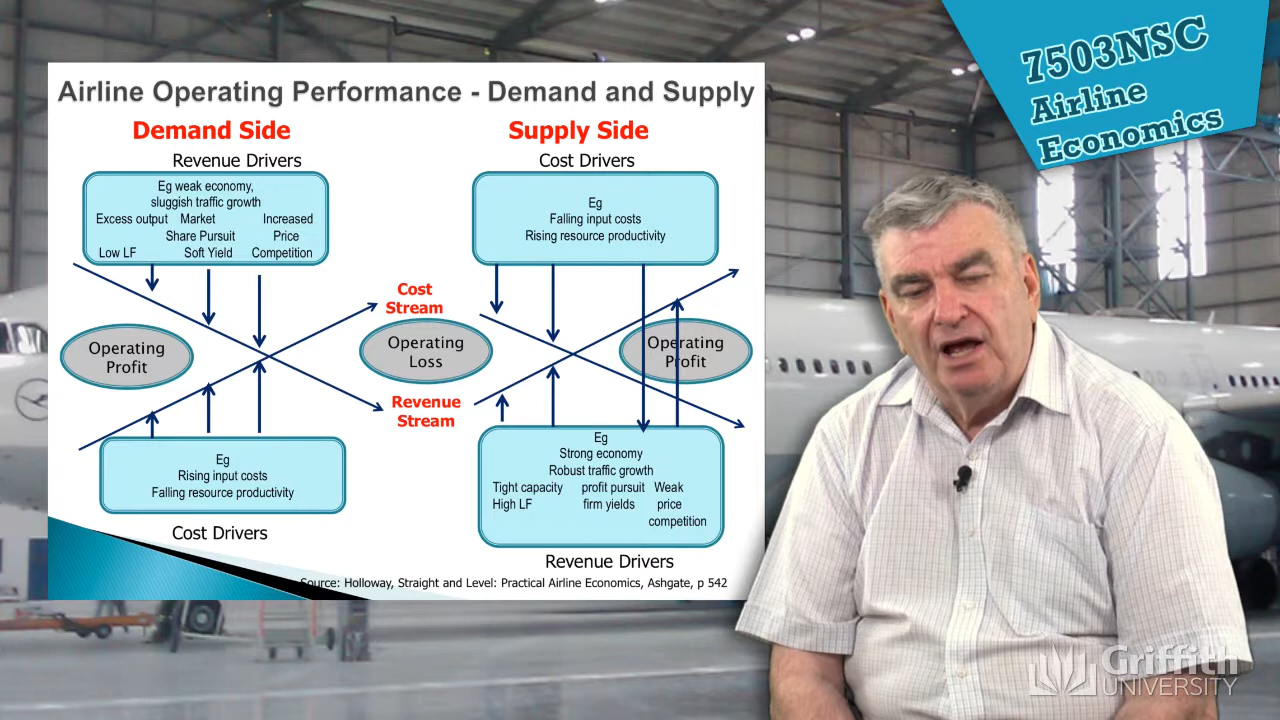 Airline Operating Performance - Demand and Supply
Demand Side
Revenue Drivers
Eg weak economy,
sluggish traffic growth
Excess output Market Increased
Share Pursuit Price
Low LF Soft Yield Competition
Operating
Profit
Eg
Rising input costs
Falling resource productivity
Cost Drivers
Cost
Stream
Operating
Loss
Revenue
Stream
Supply Side
Cost Drivers
Eg
Falling input costs
Rising resource productivity
Operating
Profit
Eg
Strong economy
Robust traffic growth
Tight capacity profit pursuit Weak
High LF firm yields price
competition
Revenue Drivers
Source: Holloway, Straight and Level: Practical Airline Economics, Ashgate, p 542
7503NSC
Airline
Economics
Griffith
UNIVERSITY